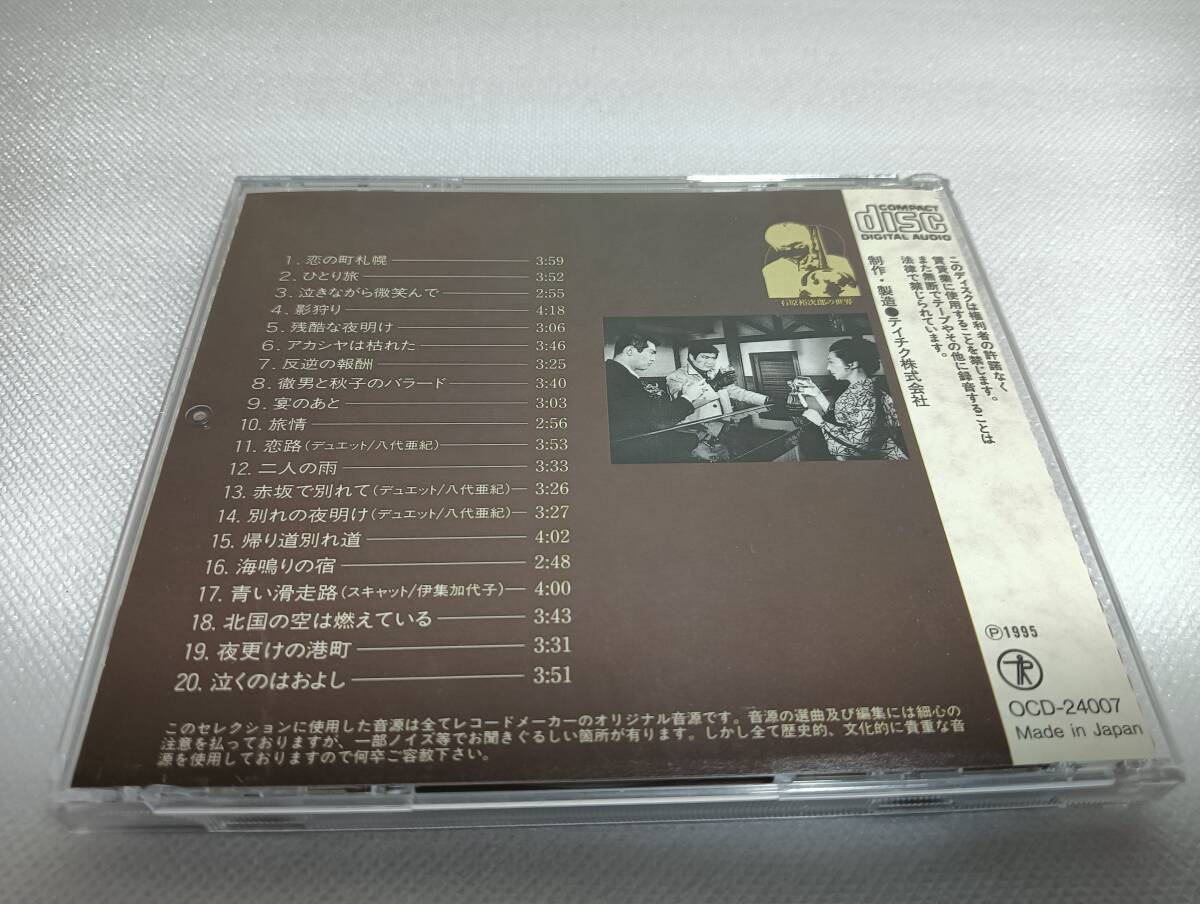 1. 恋の町札幌 3:59
2. ひとり旅 3:52
3. 泣きながら微笑んで 2:55
4. 影狩り 4:18
5. 残酷な夜明け 3:06
6. アカシヤは枯れた 3:46
7. 反逆の報酬 3:25
8. 徹男と秋子のバラード 3:40
9. 宴のあと 3:03
10. 旅情 2:56
11. 恋路(デュエット/八代亜紀) 3:53
12. 二人の雨 3:33
13. 赤坂で別れて(デュエット/八代亜紀) 3:26
14. 別れの夜明け(デュエット/八代亜紀) 3:27
15. 帰り道別れ道 4:02
16. 海鳴りの宿 2:48
17. 青い滑走路(スキャット/伊集加代子) 4:00
18. 北国の空は燃えている 3:43
19. 夜更けの港町 3:31
20. 泣くのはおよし 3:51
このセレクションに使用した音源は全てレコードメーカーのオリジナル音源です。音源の選曲及び編集には細心の
注意を払っておりますが、一部ノイズ等でお聞きぐるしい箇所が有ります。しかし全て歴史的、文化的に貴重な音
源を使用しておりますので何卒ご容赦下さい。
石原裕次郎の世界
COMPACT
disc
DIGITAL AUDIO
このディスクは権利者の許諾なく
賃貸業に使用することを禁じます。
また無断でテープやその他に録音することは
法律で禁じられています。
制作・製造●テイチク株式会社
Ⓟ1995
OCD-24007
Made in Japan